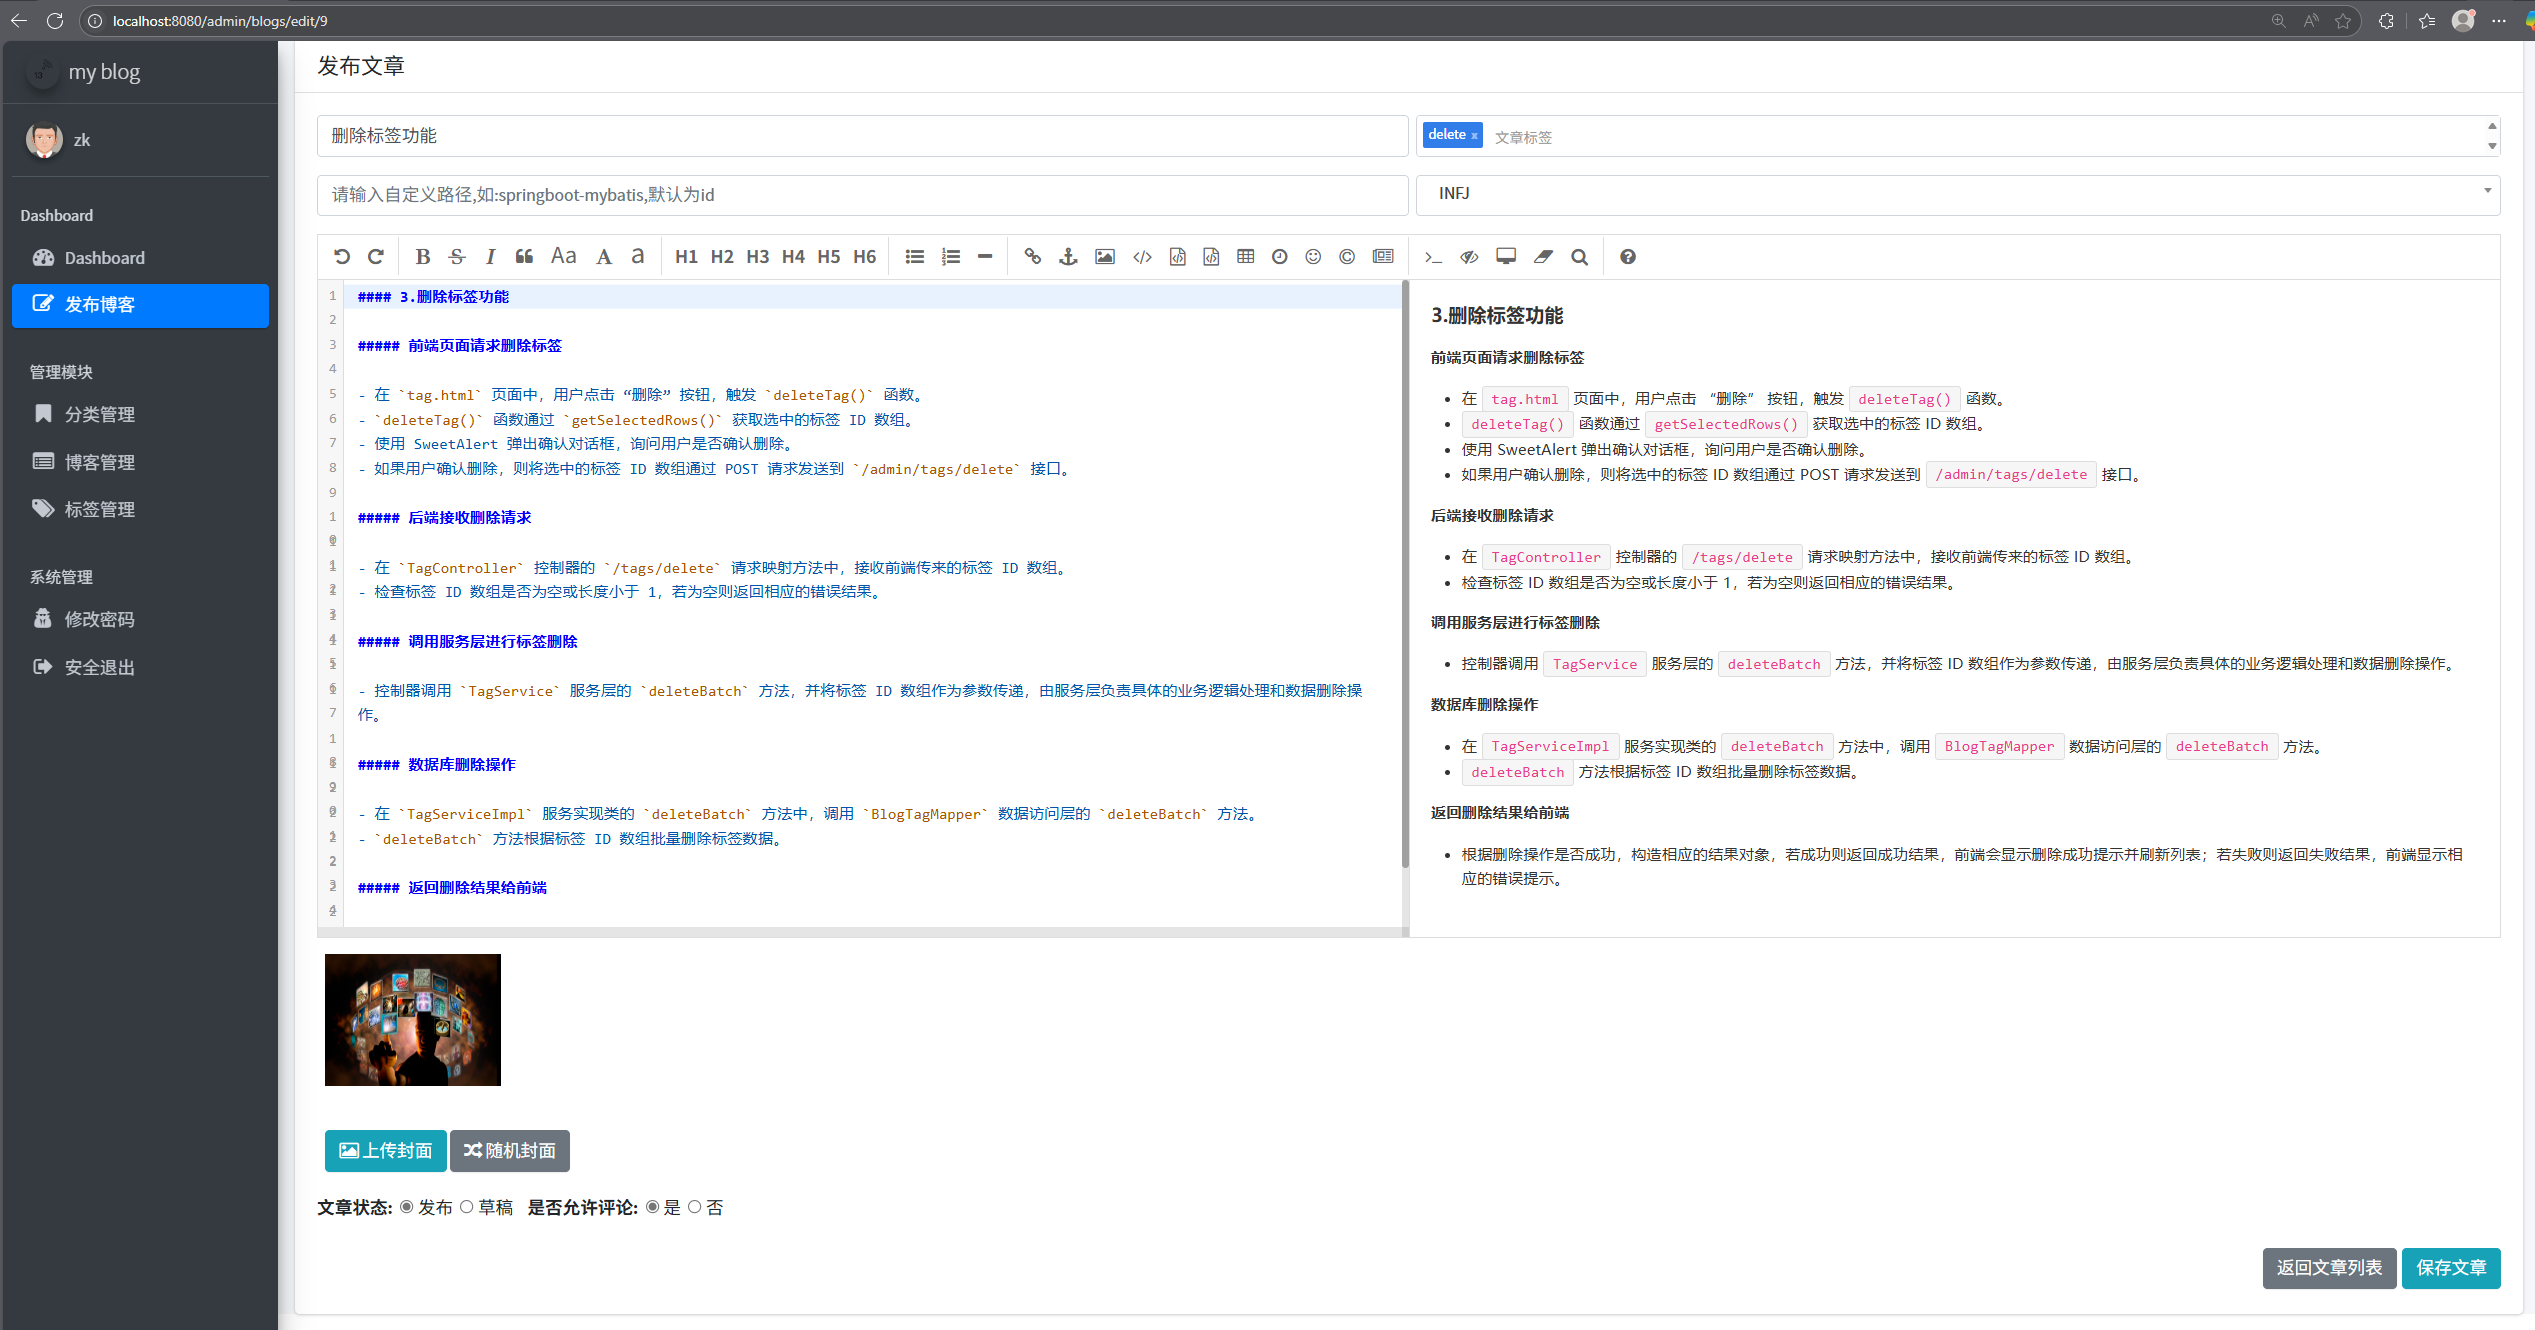 localhost:8080/admin/blogs/edit/9
my blog
zk
Dashboard
Dashboard
发布博客
管理模块
分类管理
博客管理
标签管理
系统管理
修改密码
安全退出
发布文章
删除标签功能
delete x 文章标签
请输入自定义路径,如:springboot-mybatis,默认为id
INFJ
B S I Aa A a H1 H2 H3 H4 H5 H6
1 #### 3.删除标签功能
2
3 ##### 前端页面请求删除标签
4
5 - 在 `tag.html` 页面中，用户点击 “删除” 按钮，触发 `deleteTag()` 函数。
6 - `deleteTag()` 函数通过 `getSelectedRows()` 获取选中的标签 ID 数组。
7 - 使用 SweetAlert 弹出确认对话框，询问用户是否确认删除。
8 - 如果用户确认删除，则将选中的标签 ID 数组通过 POST 请求发送到 `/admin/tags/delete` 接口。
9
##### 后端接收删除请求
- 在 `TagController` 控制器的 `/tags/delete` 请求映射方法中，接收前端传来的标签 ID 数组。
- 检查标签 ID 数组是否为空或长度小于 1，若为空则返回相应的错误结果。
##### 调用服务层进行标签删除
- 控制器调用 `TagService` 服务层的 `deleteBatch` 方法，并将标签 ID 数组作为参数传递，由服务层负责具体的业务逻辑处理和数据删除操
作。
##### 数据库删除操作
- 在 `TagServiceImpl` 服务实现类的 `deleteBatch` 方法中，调用 `BlogTagMapper` 数据访问层的 `deleteBatch` 方法。
- `deleteBatch` 方法根据标签 ID 数组批量删除标签数据。
##### 返回删除结果给前端
3.删除标签功能
前端页面请求删除标签
• 在 tag.html 页面中，用户点击 “删除” 按钮，触发 deleteTag() 函数。
• deleteTag() 函数通过 getSelectedRows() 获取选中的标签 ID 数组。
• 使用 SweetAlert 弹出确认对话框，询问用户是否确认删除。
• 如果用户确认删除，则将选中的标签 ID 数组通过 POST 请求发送到 /admin/tags/delete 接口。
后端接收删除请求
• 在 TagController 控制器的 /tags/delete 请求映射方法中，接收前端传来的标签 ID 数组。
• 检查标签 ID 数组是否为空或长度小于 1，若为空则返回相应的错误结果。
调用服务层进行标签删除
• 控制器调用 TagService 服务层的 deleteBatch 方法，并将标签 ID 数组作为参数传递，由服务层负责具体的业务逻辑处理和数据删除操作。
数据库删除操作
• 在 TagServiceImpl 服务实现类的 deleteBatch 方法中，调用 BlogTagMapper 数据访问层的 deleteBatch 方法。
• deleteBatch 方法根据标签 ID 数组批量删除标签数据。
返回删除结果给前端
• 根据删除操作是否成功，构造相应的结果对象，若成功则返回成功结果，前端会显示删除成功提示并刷新列表；若失败则返回失败结果，前端显示相
应的错误提示。
上传封面 随机封面
文章状态: 发布 草稿 是否允许评论: 是 否
返回文章列表 保存文章